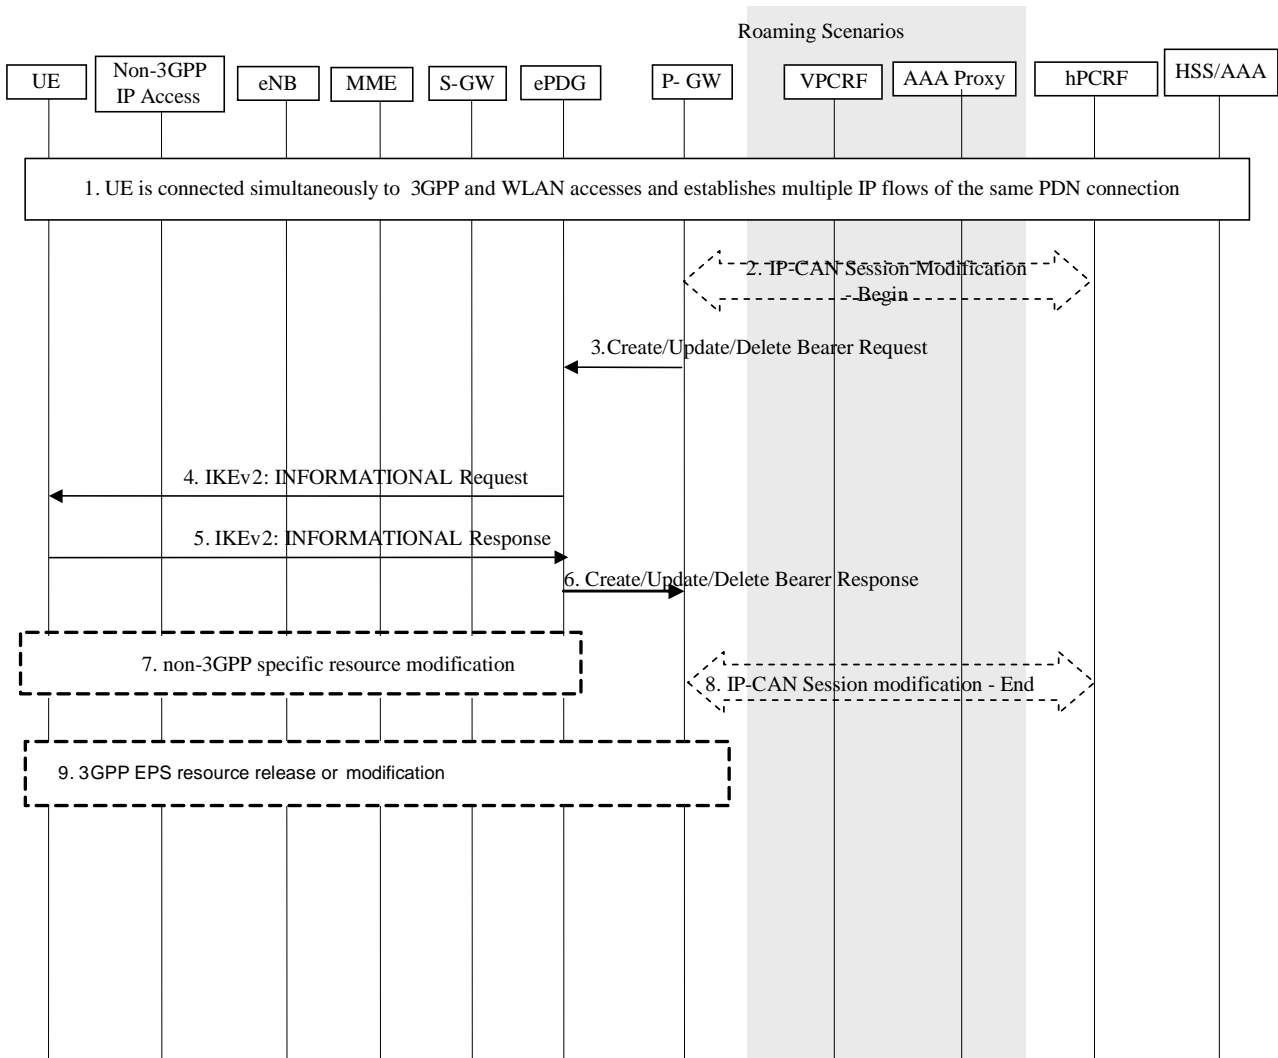 Roaming Scenarios
UE
Non-3GPP
IP Access
eNB
MME
S-GW
ePDG
P- GW
VPCRF
AAA Proxy
hPCRF
HSS/AAA
1. UE is connected simultaneously to 3GPP and WLAN accesses and establishes multiple IP flows of the same PDN connection
2. IP-CAN Session Modification
- Begin
3.Create/Update/Delete Bearer Request
4. IKEv2: INFORMATIONAL Request
5. IKEv2: INFORMATIONAL Response
6. Create/Update/Delete Bearer Response
7. non-3GPP specific resource modification
8. IP-CAN Session modification - End
9. 3GPP EPS resource release or modification